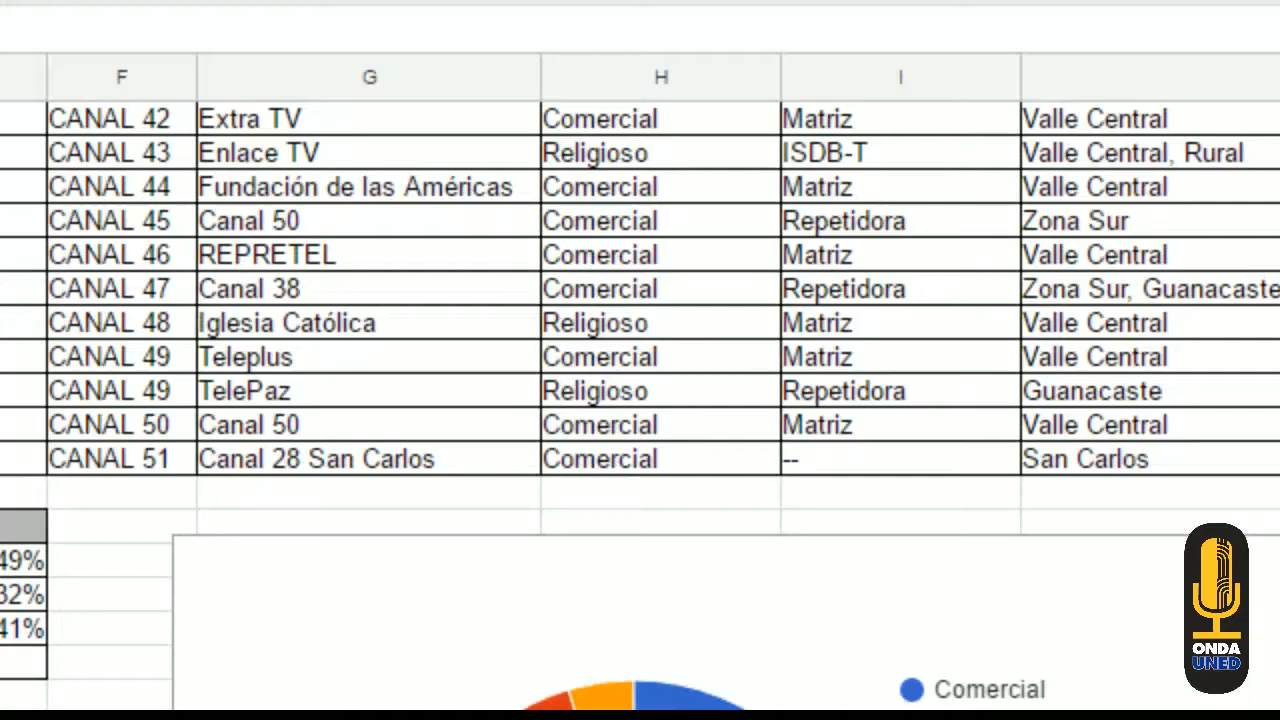 F G H I
CANAL 42 Extra TV Comercial Matriz Valle Central
CANAL 43 Enlace TV Religioso ISDB-T Valle Central, Rural
CANAL 44 Fundación de las Américas Comercial Matriz Valle Central
CANAL 45 Canal 50 Comercial Repetidora Zona Sur
CANAL 46 REPRETEL Comercial Matriz Valle Central
CANAL 47 Canal 38 Comercial Repetidora Zona Sur, Guanacaste
CANAL 48 Iglesia Católica Religioso Matriz Valle Central
CANAL 49 Teleplus Comercial Matriz Valle Central
CANAL 49 TelePaz Religioso Repetidora Guanacaste
CANAL 50 Canal 50 Comercial Matriz Valle Central
CANAL 51 Canal 28 San Carlos Comercial -- San Carlos
49%
32%
41%
ONDA
UNED
Comercial